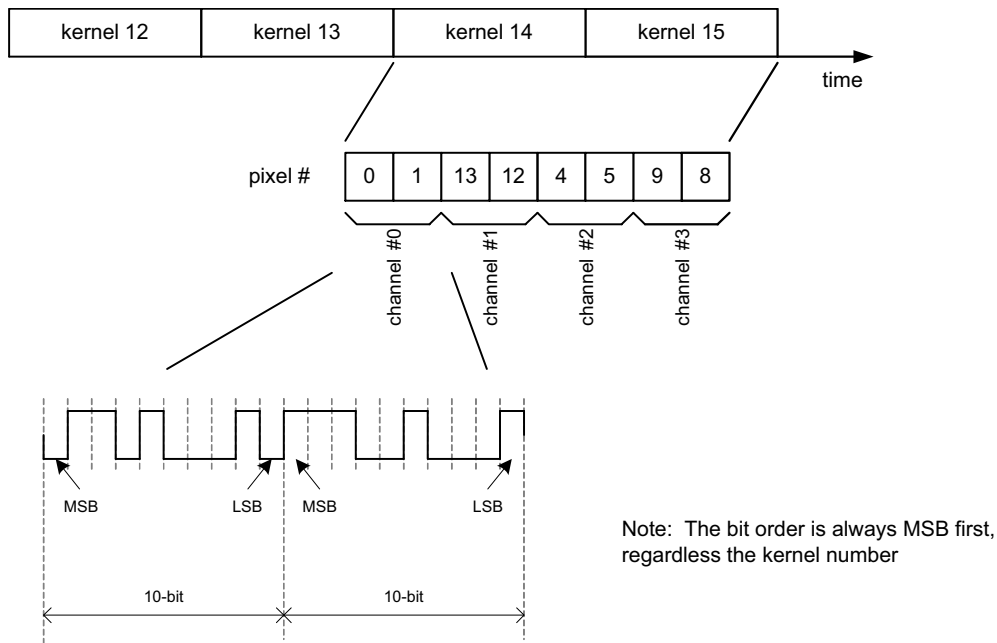 kernel 12 kernel 13 kernel 14 kernel 15
time
pixel # 0 1 13 12 4 5 9 8
channel #0 channel #1 channel #2 channel #3
MSB LSB MSB LSB
Note: The bit order is always MSB first,
regardless the kernel number
10-bit 10-bit